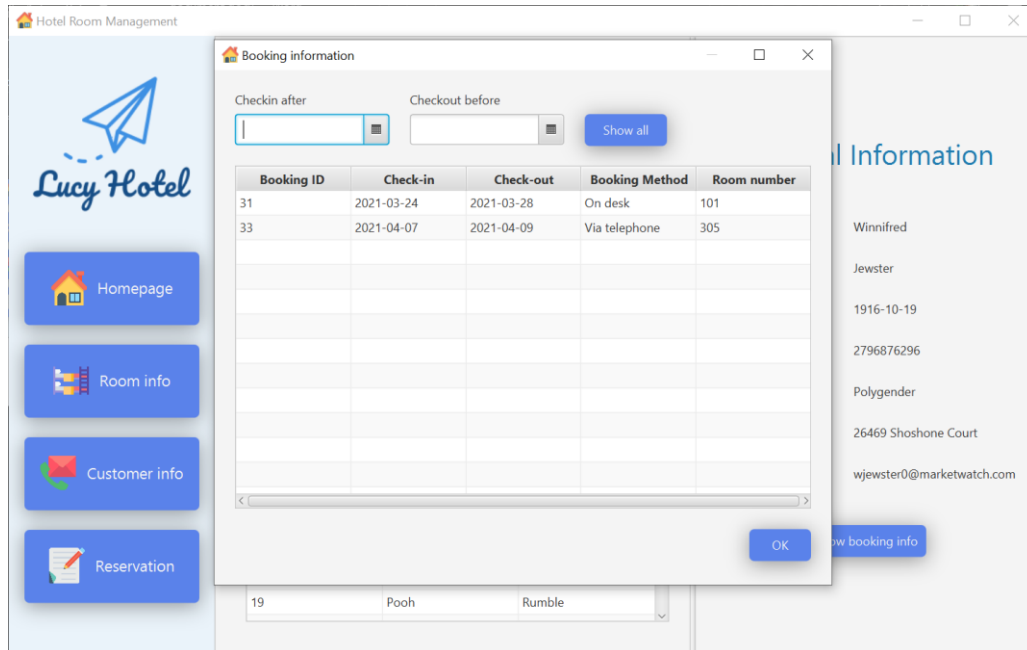 Hotel Room Management
Lucy Hotel
Homepage
Room info
Customer info
Reservation
Booking information
Checkin after
Checkout before
Show all
Booking ID Check-in Check-out Booking Method Room number
31 2021-03-24 2021-03-28 On desk 101
33 2021-04-07 2021-04-09 Via telephone 305
OK
19 Pooh Rumble
Information
Winnifred
Jewster
1916-10-19
2796876296
Polygender
26469 Shoshone Court
wjewster0@marketwatch.com
booking info